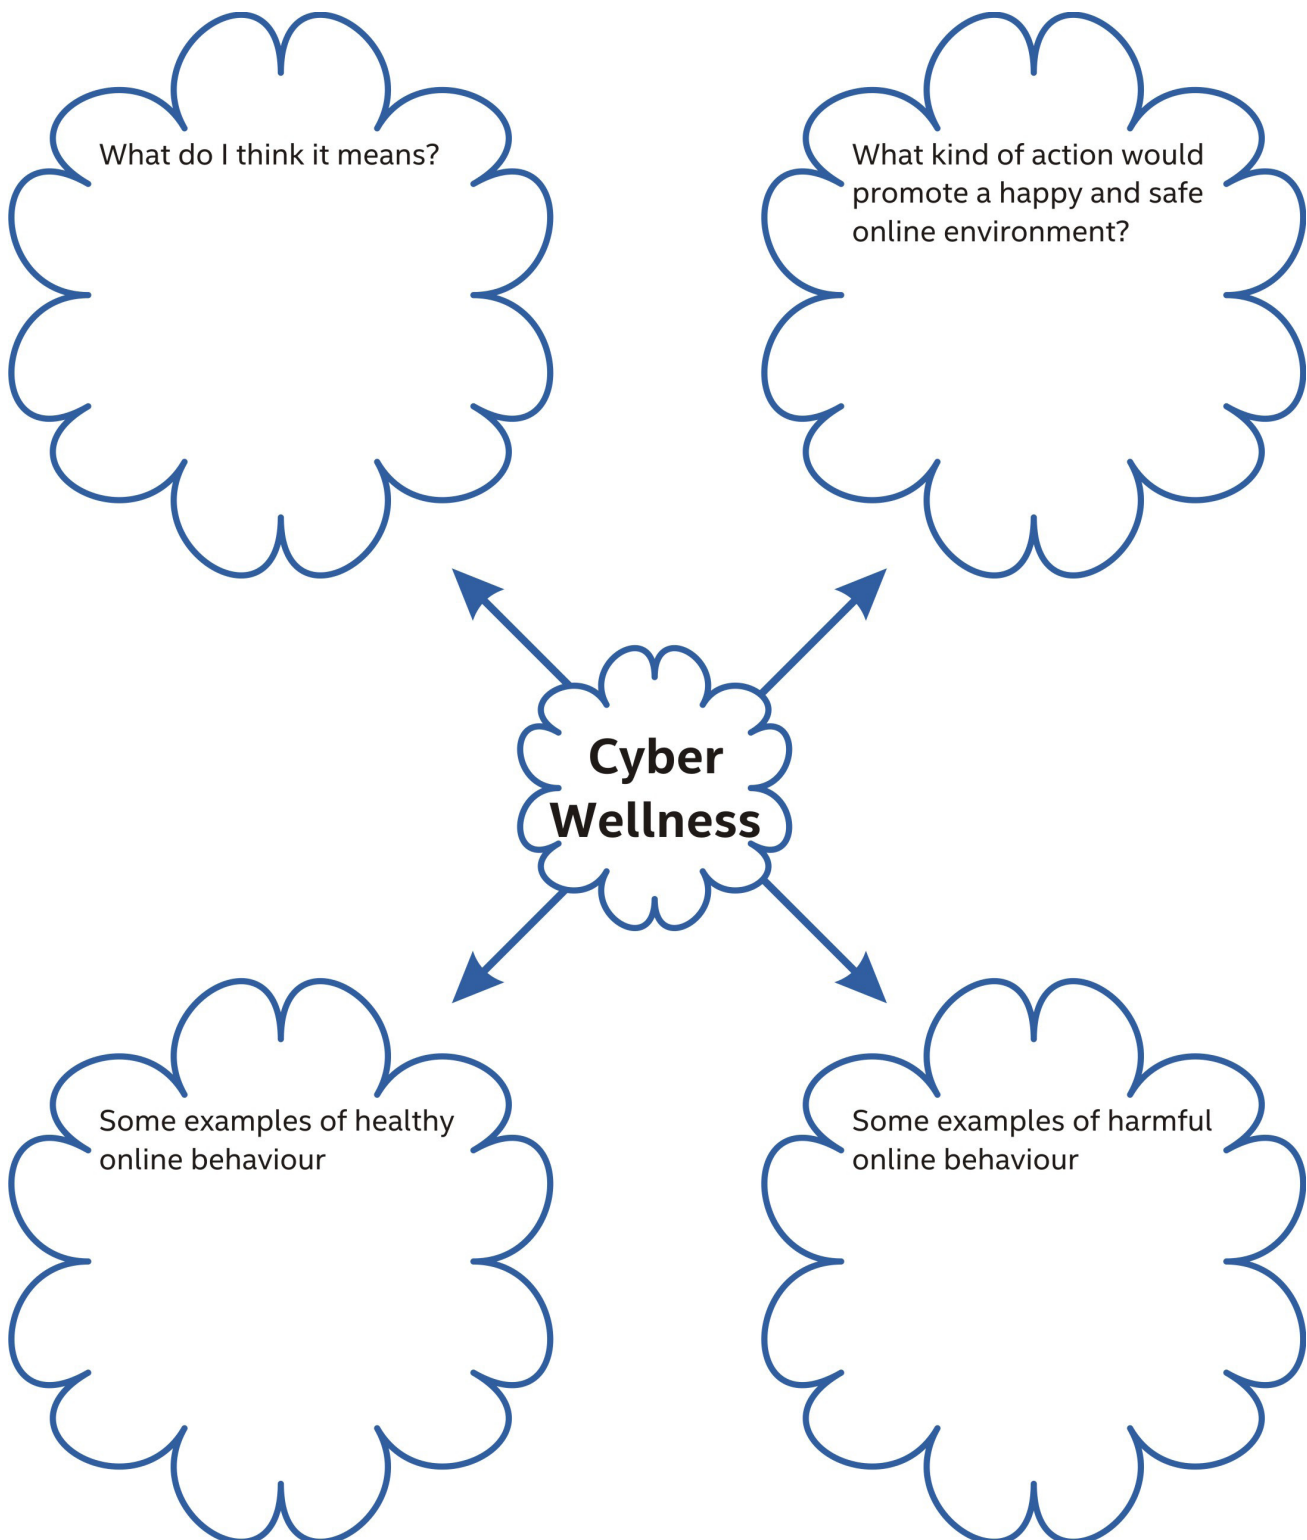 What do I think it means?
What kind of action would
promote a happy and safe
online environment?
Cyber
Wellness
Some examples of healthy
online behaviour
Some examples of harmful
online behaviour